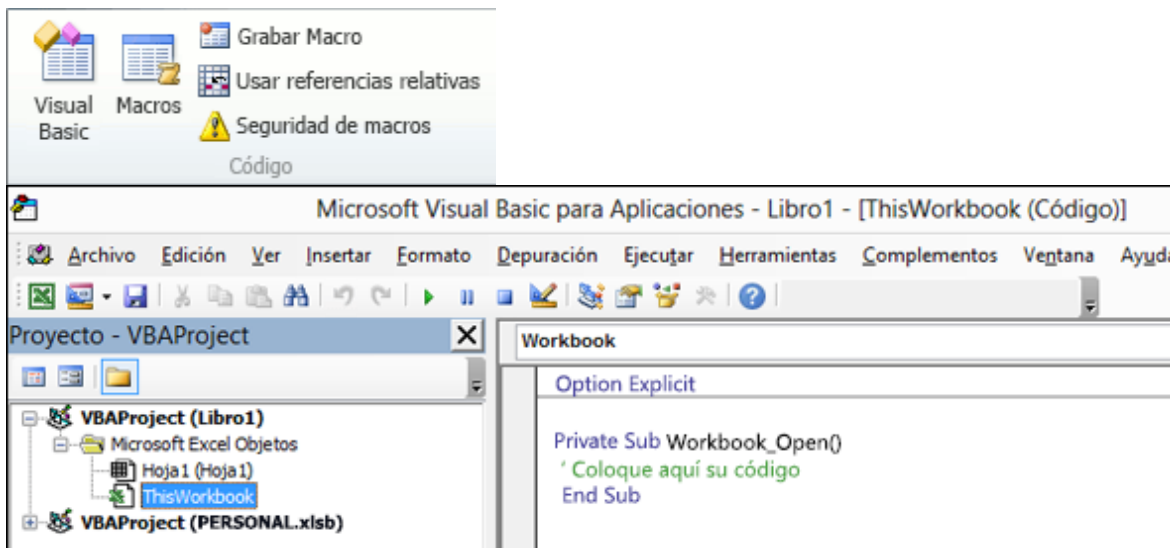 Grabar Macro
Usar referencias relativas
Visual Basic
Macros
Seguridad de macros
Código
Microsoft Visual Basic para Aplicaciones - Libro1 - [ThisWorkbook (Código)]
Archivo Edición Ver Insertar Formato Depuración Ejecutar Herramientas Complementos Ventana Ayuda
Proyecto - VBAProject
Workbook
Option Explicit
VBAProject (Libro1)
Microsoft Excel Objetos
Hoja1 (Hoja1)
ThisWorkbook
VBAProject (PERSONAL.xlsb)
Private Sub Workbook_Open()
' Coloque aquí su código
End Sub